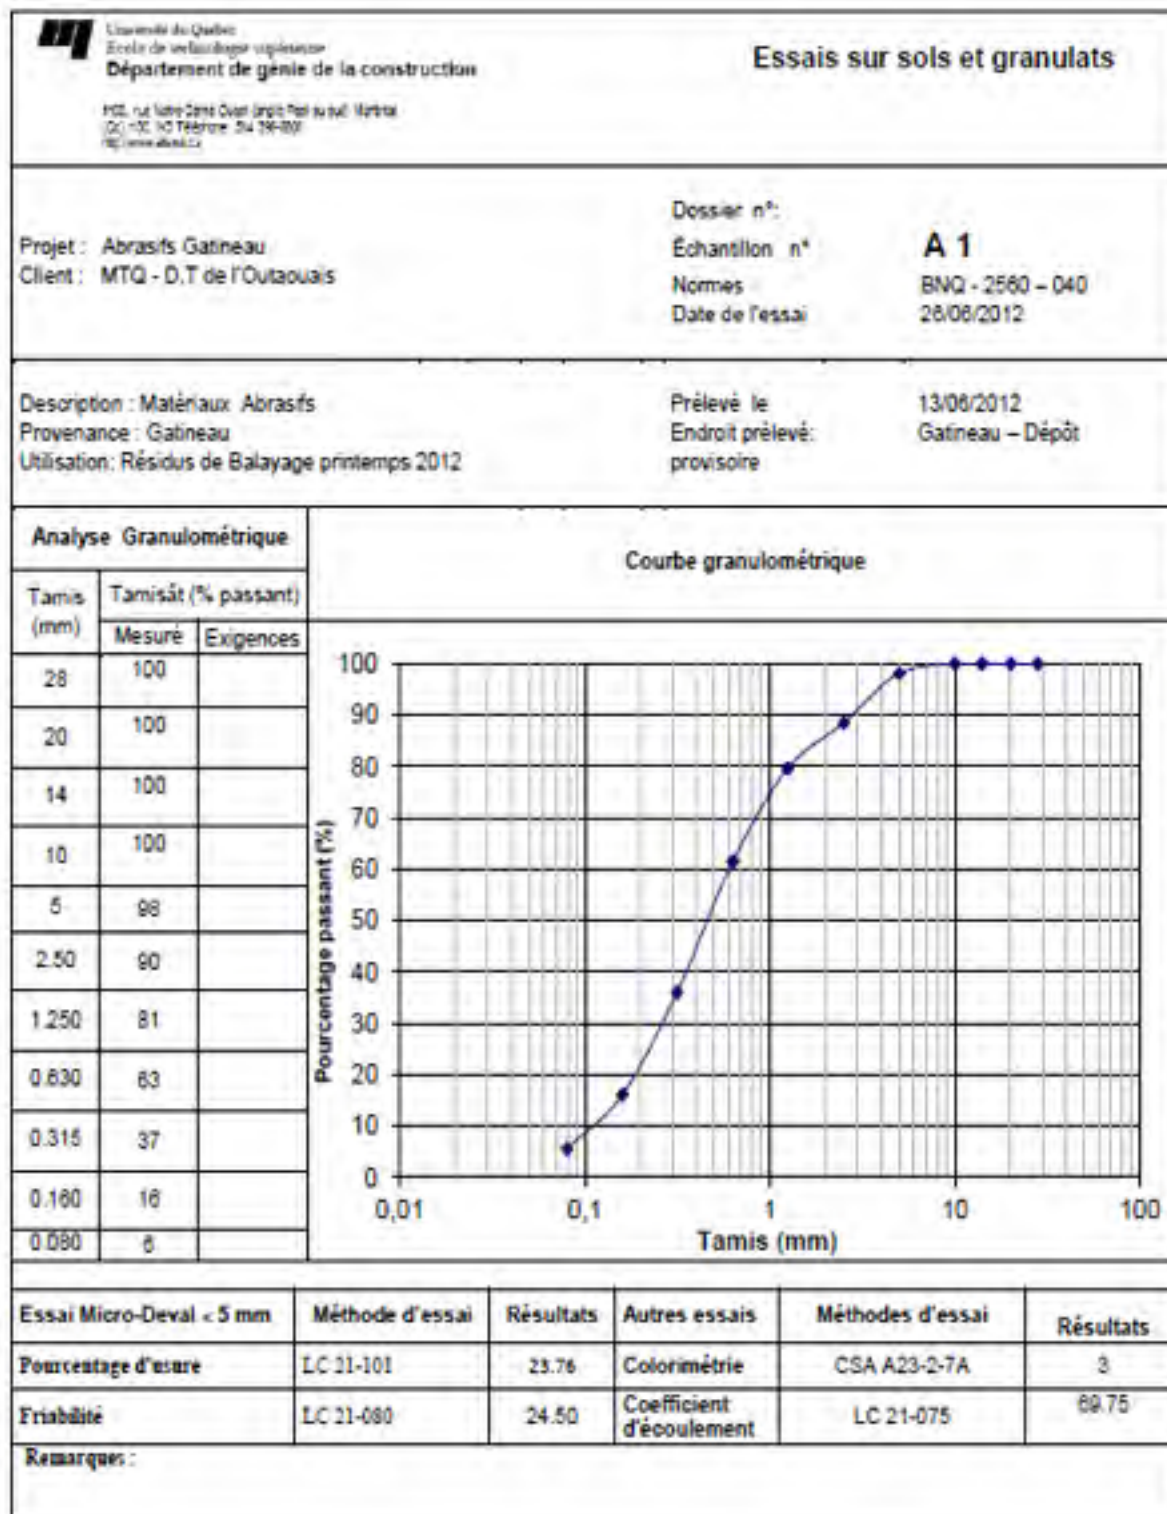 Université du Québec
École de technologie supérieure
Département de génie de la construction
Essais sur sols et granulats
Projet : Abrasifs Gatineau
Client : MTQ - D.T de l'Outaouais
Dossier n°:
Échantillon n° A 1
Normes BNQ - 2560 – 040
Date de l'essai 26/06/2012
Description : Matériaux Abrasifs
Provenance : Gatineau
Utilisation: Résidus de Balayage printemps 2012
Prélevé le 13/06/2012
Endroit prélevé: Gatineau – Dépôt
provisoire
Analyse Granulométrique
Tamis (mm) Tamisât (% passant)
Mesuré Exigences
28 100
20 100
14 100
10 100
5 98
2.50 90
1.250 81
0.630 63
0.315 37
0.160 16
0.080 6
Courbe granulométrique
Pourcentage passant (%)
100
90
80
70
60
50
40
30
20
10
0
0,01 0,1 1 10 100
Tamis (mm)
Essai Micro-Deval < 5 mm Méthode d'essai Résultats Autres essais Méthodes d'essai Résultats
Pourcentage d'usure LC 21-101 23.76 Colorimétrie CSA A23-2-7A 3
Friabilité LC 21-080 24.50 Coefficient d'écoulement LC 21-075 69.75
Remarques :